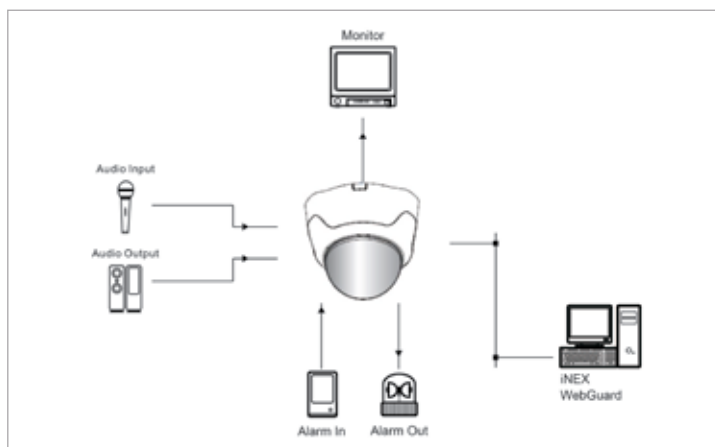 Monitor
Audio Input
Audio Output
iNEX
WebGuard
Alarm In
Alarm Out